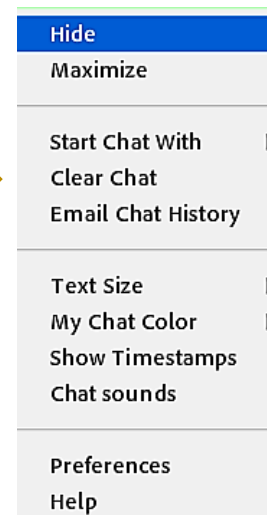 Hide
Maximize
Start Chat With
Clear Chat
Email Chat History
Text Size
My Chat Color
Show Timestamps
Chat sounds
Preferences
Help